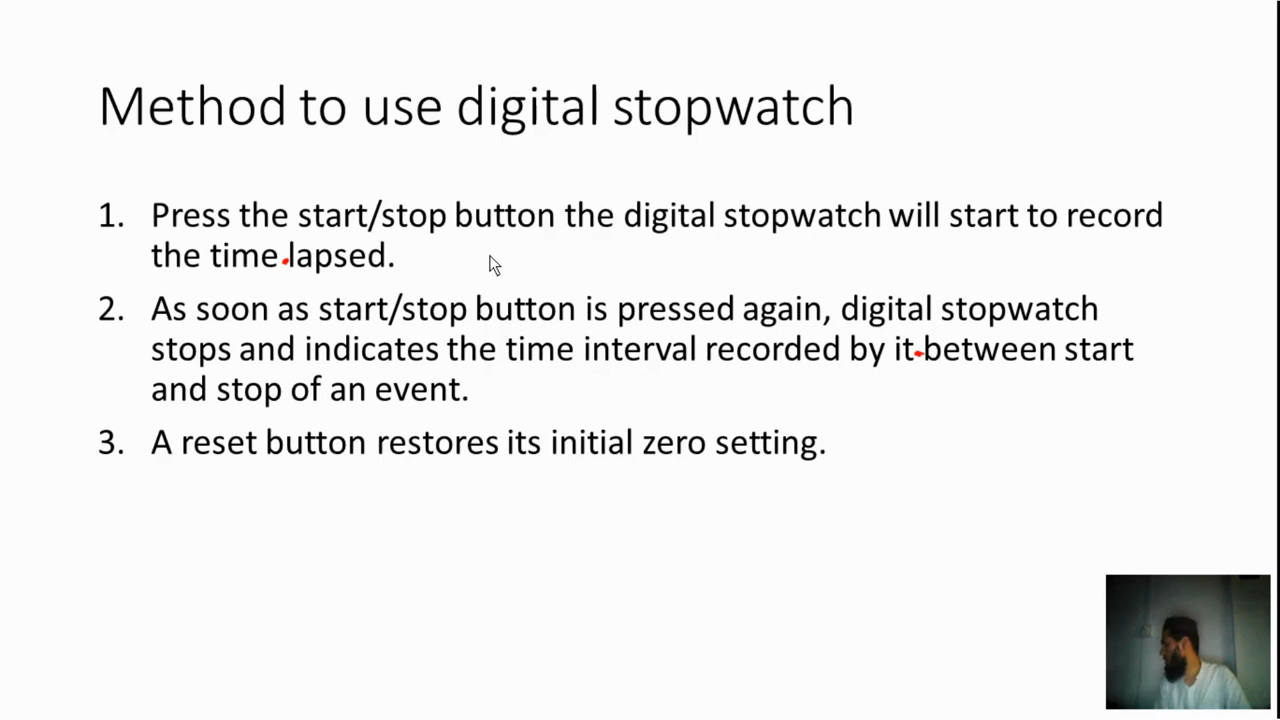 Method to use digital stopwatch
1. Press the start/stop button the digital stopwatch will start to record
the time lapsed.
2. As soon as start/stop button is pressed again, digital stopwatch
stops and indicates the time interval recorded by it between start
and stop of an event.
3. A reset button restores its initial zero setting.